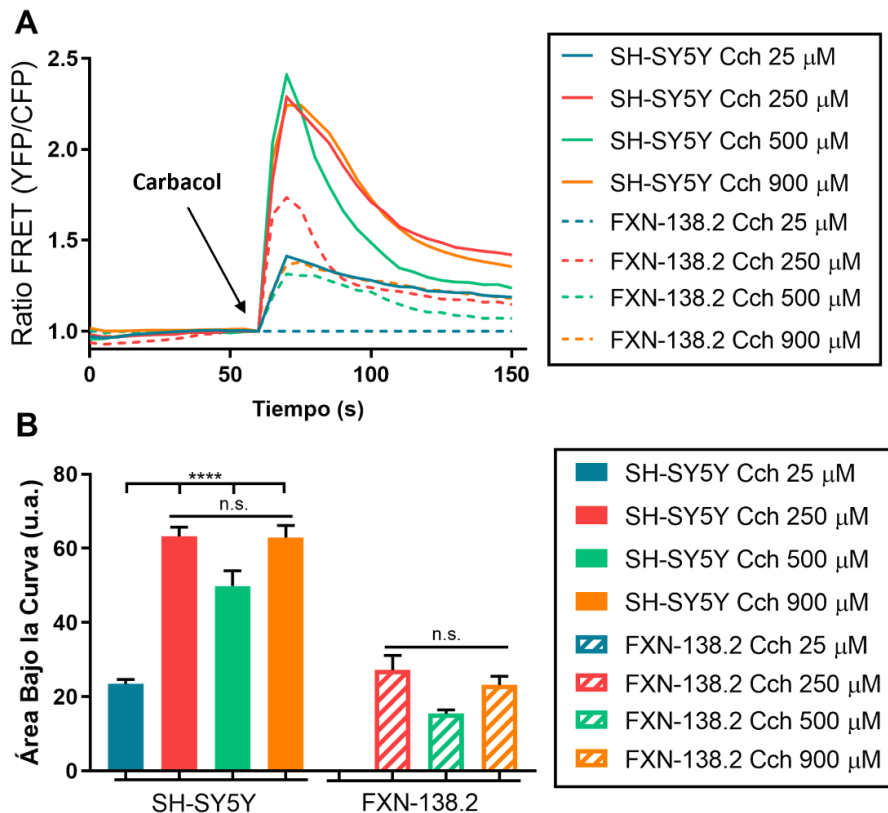 A
Ratio FRET (YFP/CFP)
2.5
2.0
1.5
1.0
Carbacol
0
50
100
150
Tiempo (s)
SH-SY5Y Cch 25 μM
SH-SY5Y Cch 250 μM
SH-SY5Y Cch 500 μM
SH-SY5Y Cch 900 μM
FXN-138.2 Cch 25 μM
FXN-138.2 Cch 250 μM
FXN-138.2 Cch 500 μM
FXN-138.2 Cch 900 μM
B
Área Bajo la Curva (u.a.)
80
60
40
20
0
****
n.s.
n.s.
SH-SY5Y
FXN-138.2
SH-SY5Y Cch 25 μM
SH-SY5Y Cch 250 μM
SH-SY5Y Cch 500 μM
SH-SY5Y Cch 900 μM
FXN-138.2 Cch 25 μM
FXN-138.2 Cch 250 μM
FXN-138.2 Cch 500 μM
FXN-138.2 Cch 900 μM